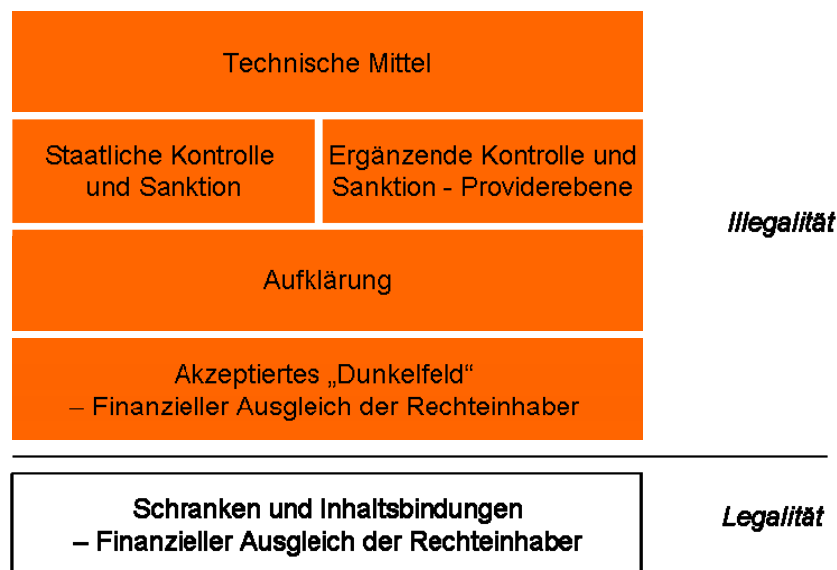 Technische Mittel
Staatliche Kontrolle
und Sanktion
Ergänzende Kontrolle und
Sanktion - Providerebene
Illegalität
Aufklärung
Akzeptiertes „Dunkelfeld“
– Finanzieller Ausgleich der Rechteinhaber
Schranken und Inhaltsbindungen
– Finanzieller Ausgleich der Rechteinhaber
Legalität